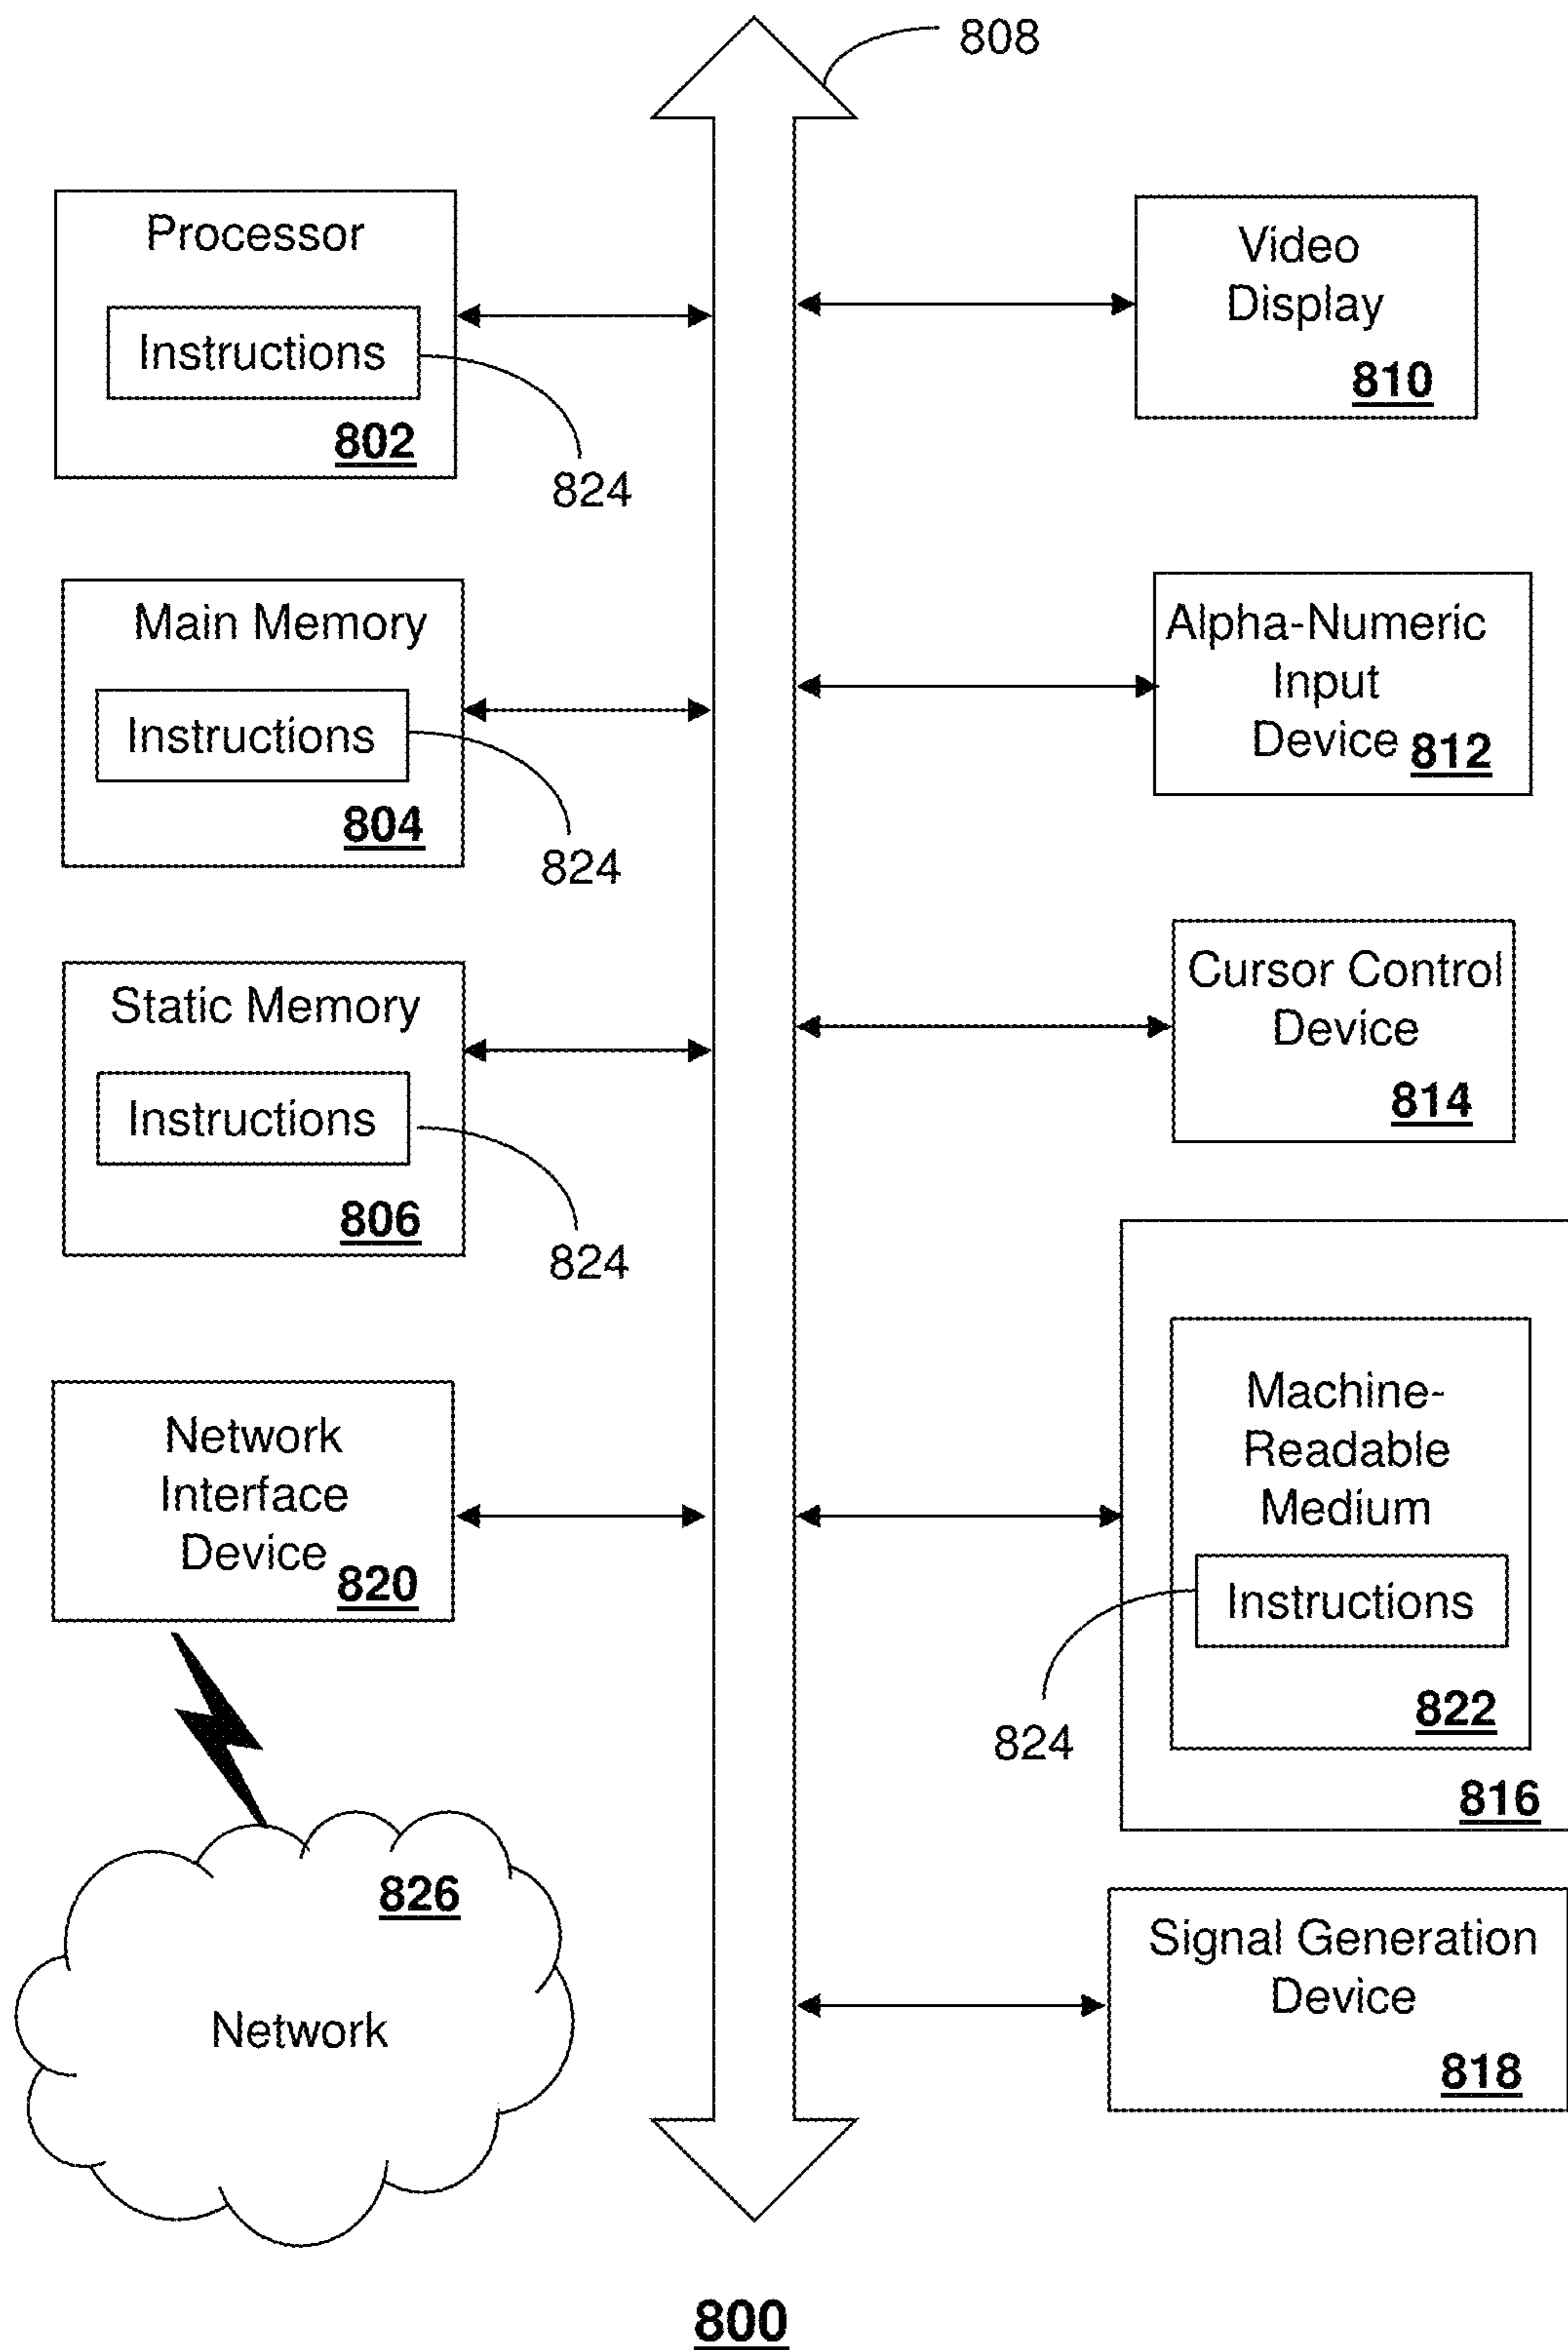 808
Processor
Instructions
802
824
Main Memory
Instructions
804
824
Static Memory
Instructions
806
824
Network
Interface
Device
820
826
Network
Video
Display
810
Alpha-Numeric
Input
Device 812
Cursor Control
Device
814
Machine-
Readable
Medium
Instructions
824
822
816
Signal Generation
Device
818
800